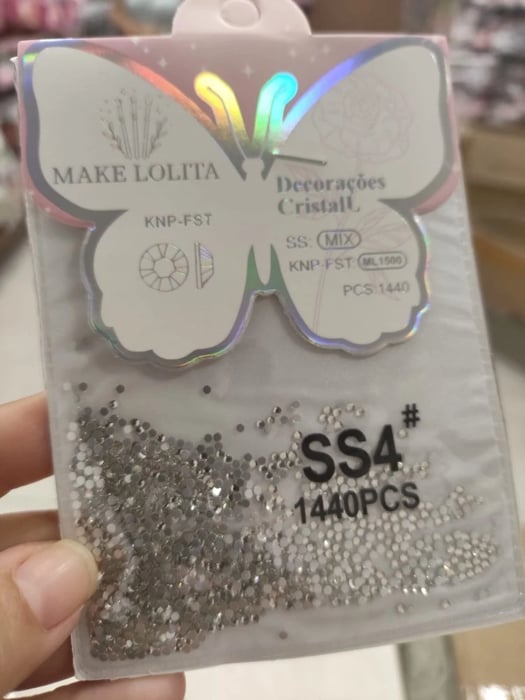 MAKE LOLITA
KNP-FST
Decorações
CristalL
SS: MIX
KNP-FST: ML1500
PCS:1440
SS4#
1440PCS